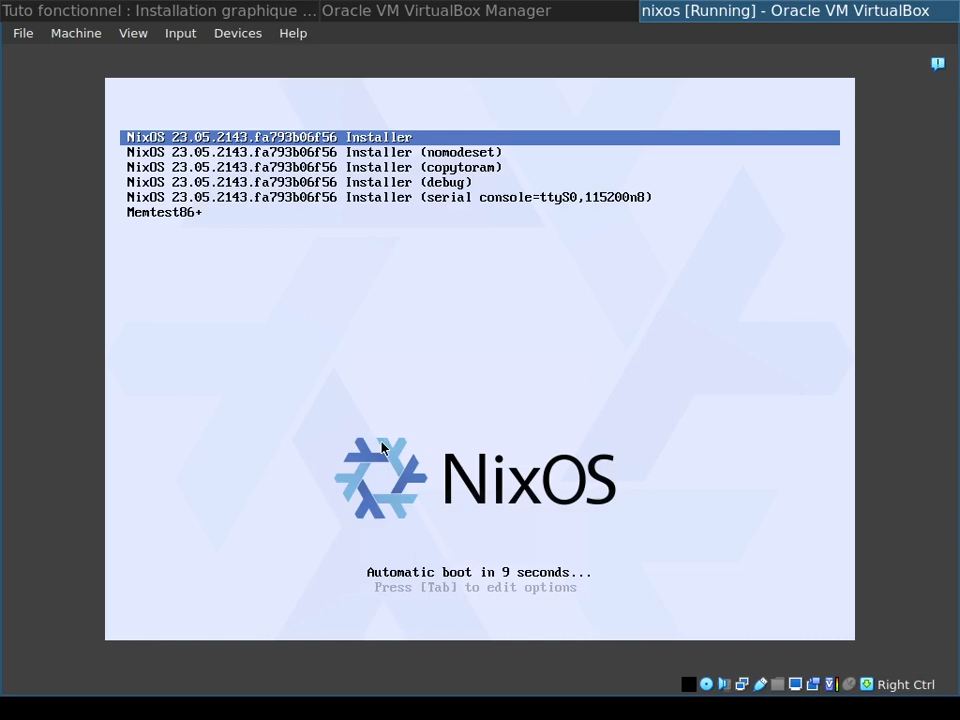 Tuto fonctionnel : Installation graphique ... Oracle VM VirtualBox Manager nixos [Running] - Oracle VM VirtualBox
File Machine View Input Devices Help
NixOS 23.05.2143.fa793b06f56 Installer
NixOS 23.05.2143.fa793b06f56 Installer (nomodeset)
NixOS 23.05.2143.fa793b06f56 Installer (copytoram)
NixOS 23.05.2143.fa793b06f56 Installer (debug)
NixOS 23.05.2143.fa793b06f56 Installer (serial console=ttyS0,115200n8)
Memtest86+
NixOS
Automatic boot in 9 seconds...
Press [Tab] to edit options
Right Ctrl